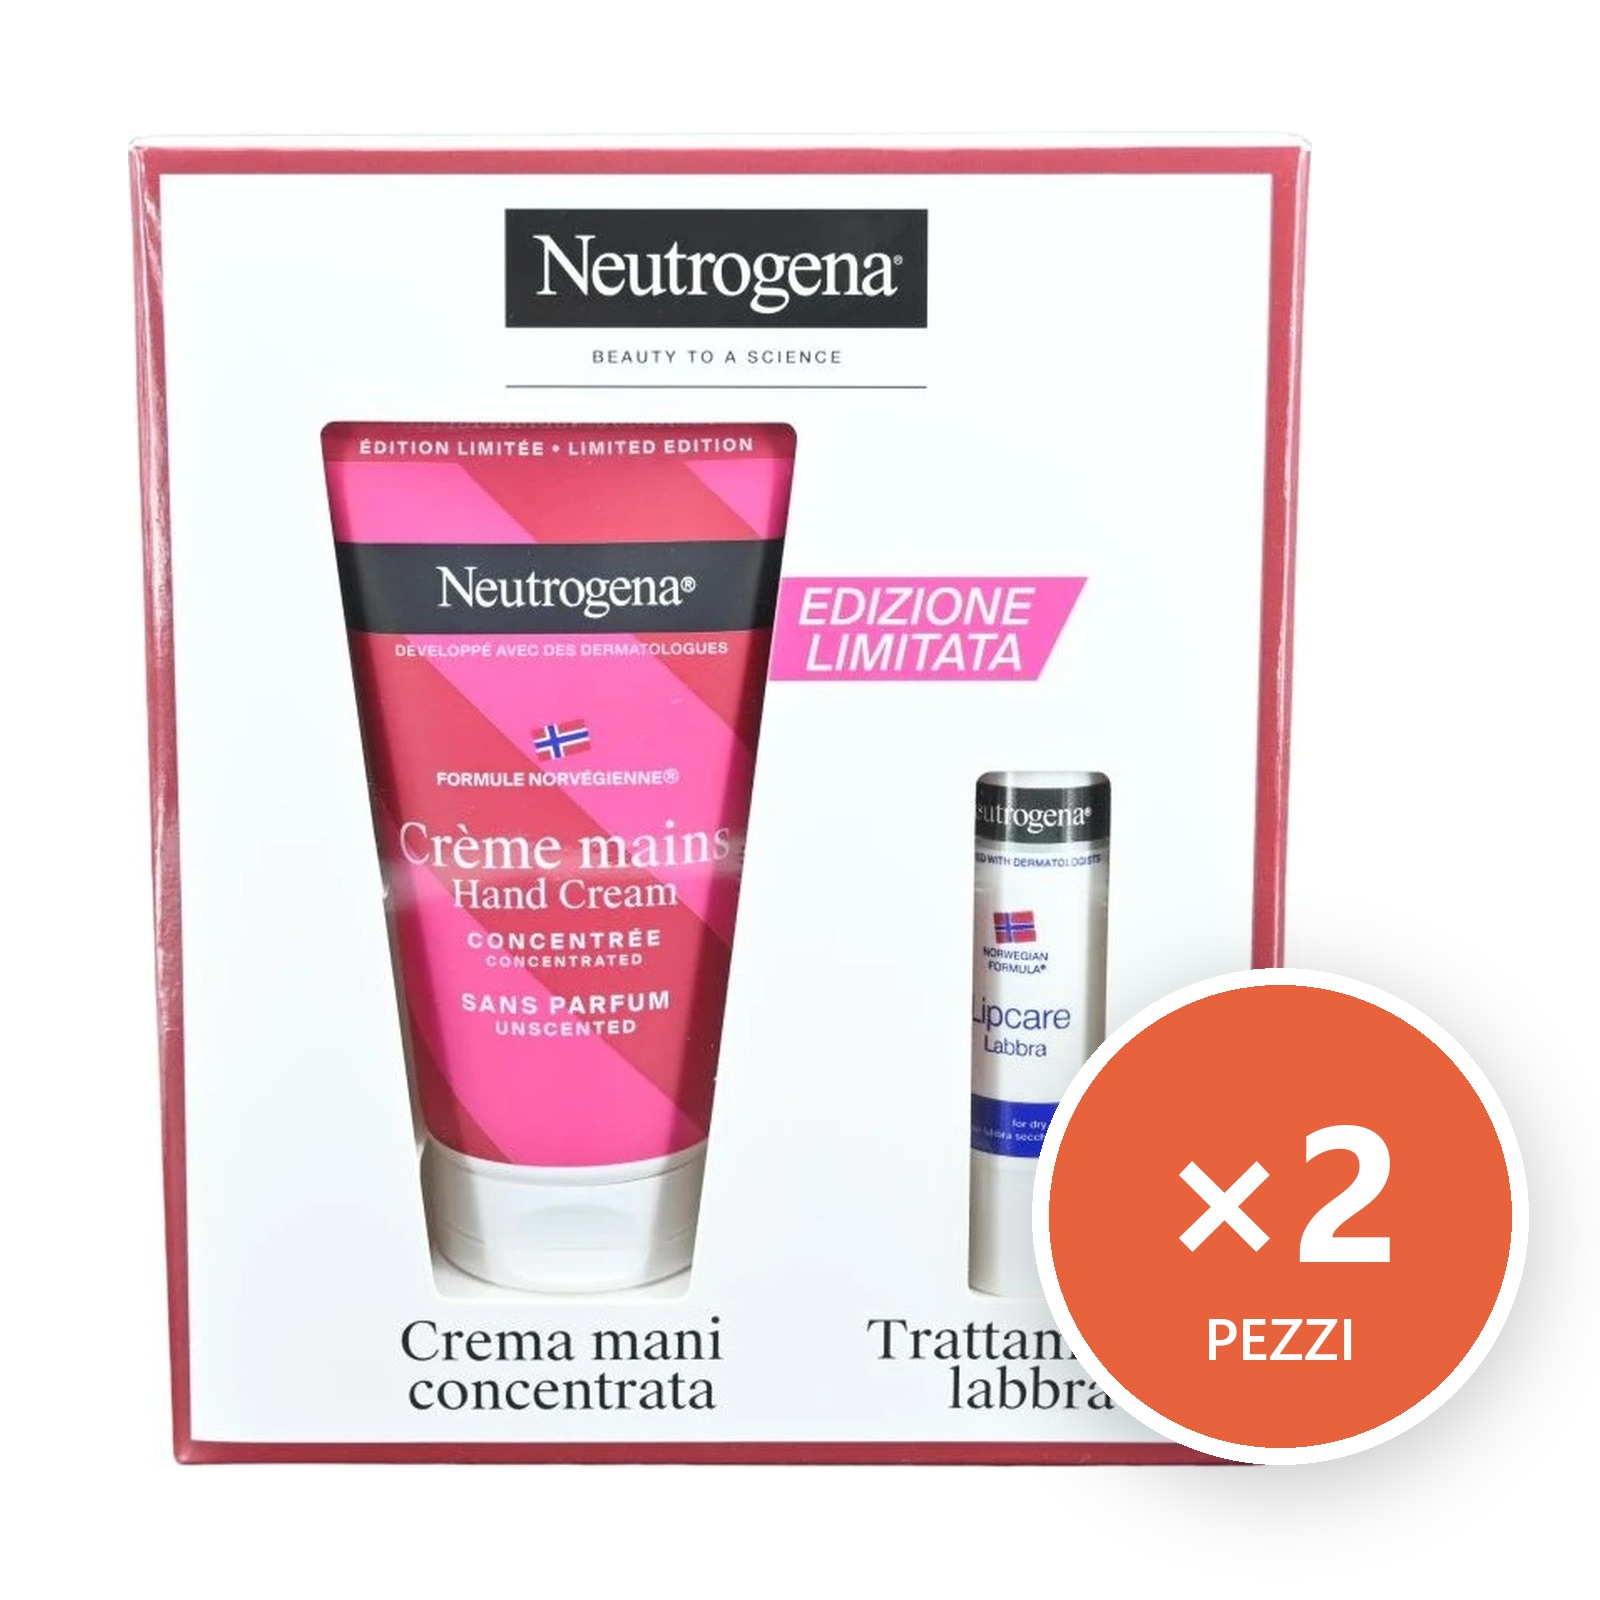 Neutrogena®
BEAUTY TO A SCIENCE
ÉDITION LIMITÉE • LIMITED EDITION
Neutrogena®
DÉVELOPPÉ AVEC DES DERMATOLOGUES
EDIZIONE
LIMITATA
FORMULE NORVÉGIENNE®
Crème mains
Hand Cream
CONCENTRÉE
CONCENTRATED
SANS PARFUM
UNSCENTED
eutrogena®
WITH DERMATOLOGISTS
NORWEGIAN
FORMULA®
Lipcare
Labbra
for dry
×2
PEZZI
Crema mani
concentrata
Trattam
labbra